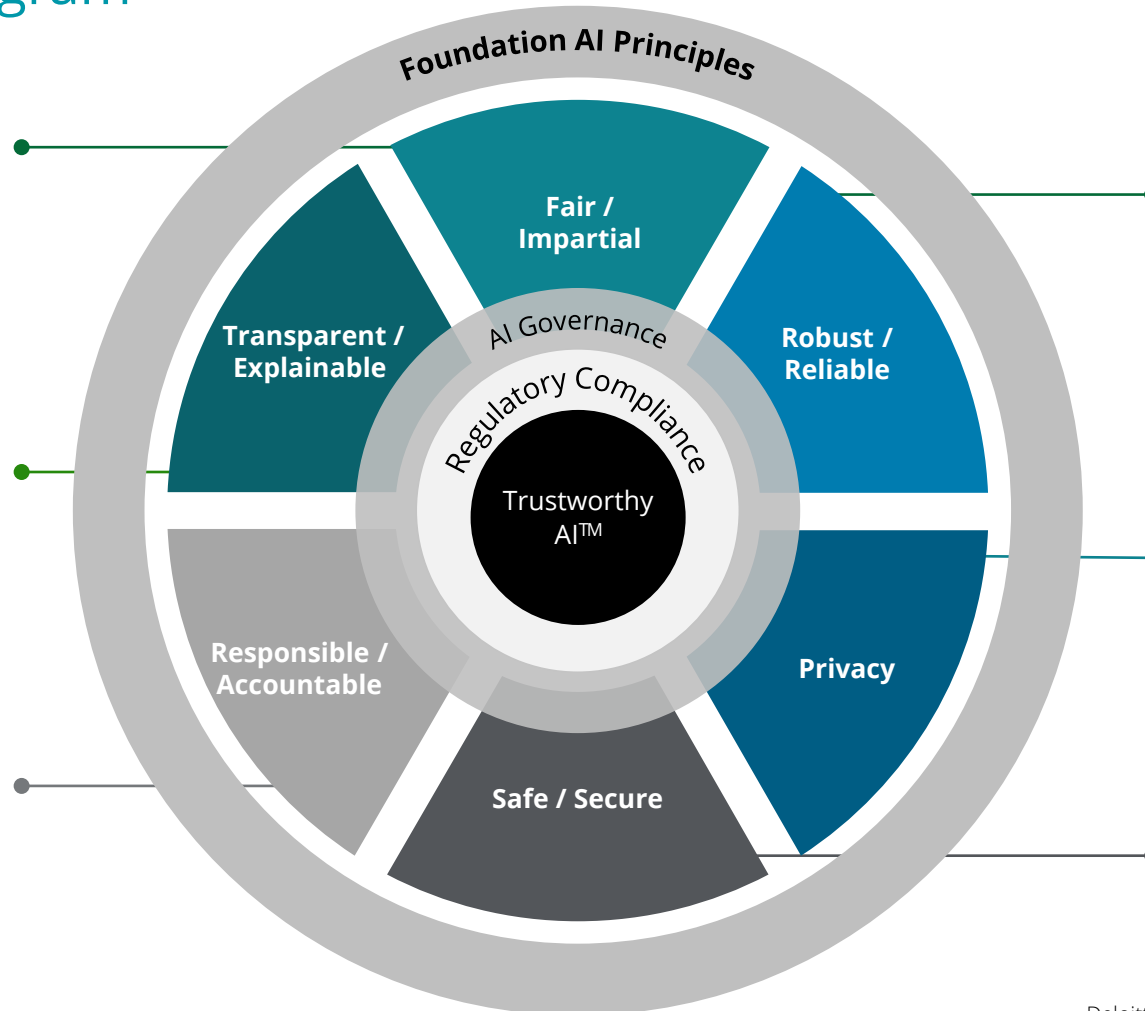 Foundation AI Principles
Fair /
Impartial
Transparent /
Explainable
Robust /
Reliable
AI Governance
Regulatory Compliance
Trustworthy
AI™
Responsible /
Accountable
Privacy
Safe / Secure